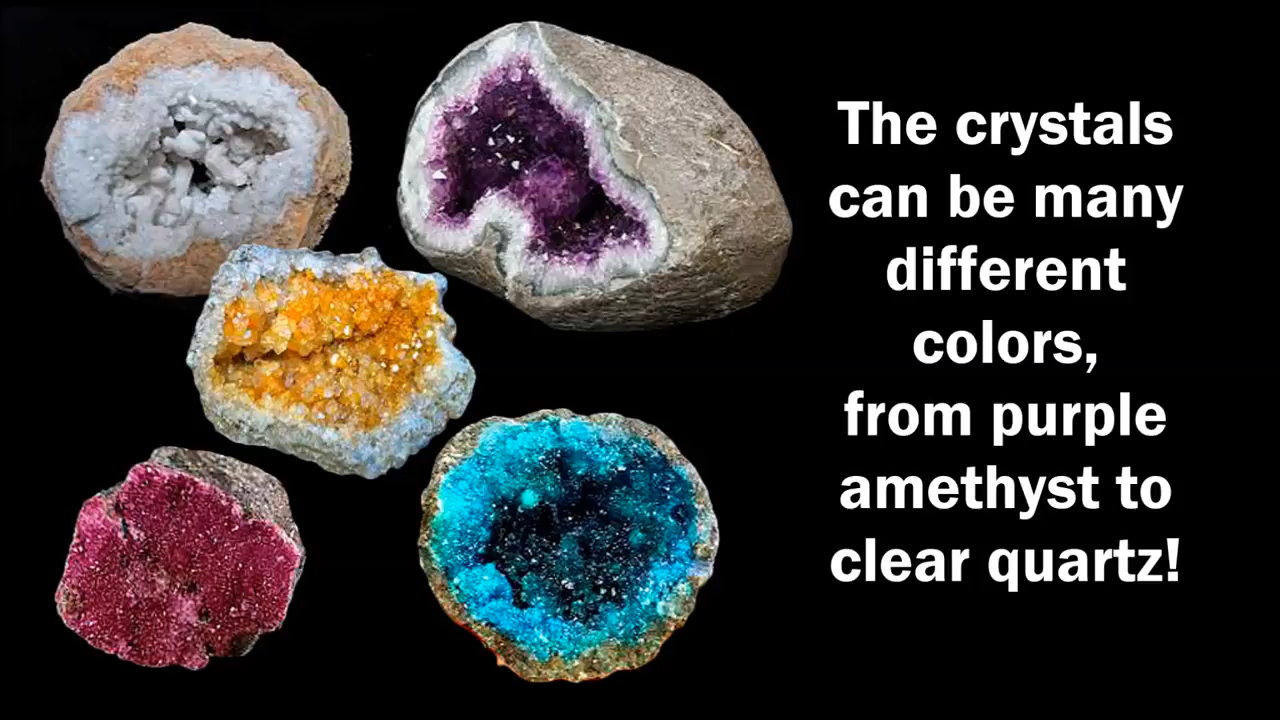 The crystals
can be many
different
colors,
from purple
amethyst to
clear quartz!